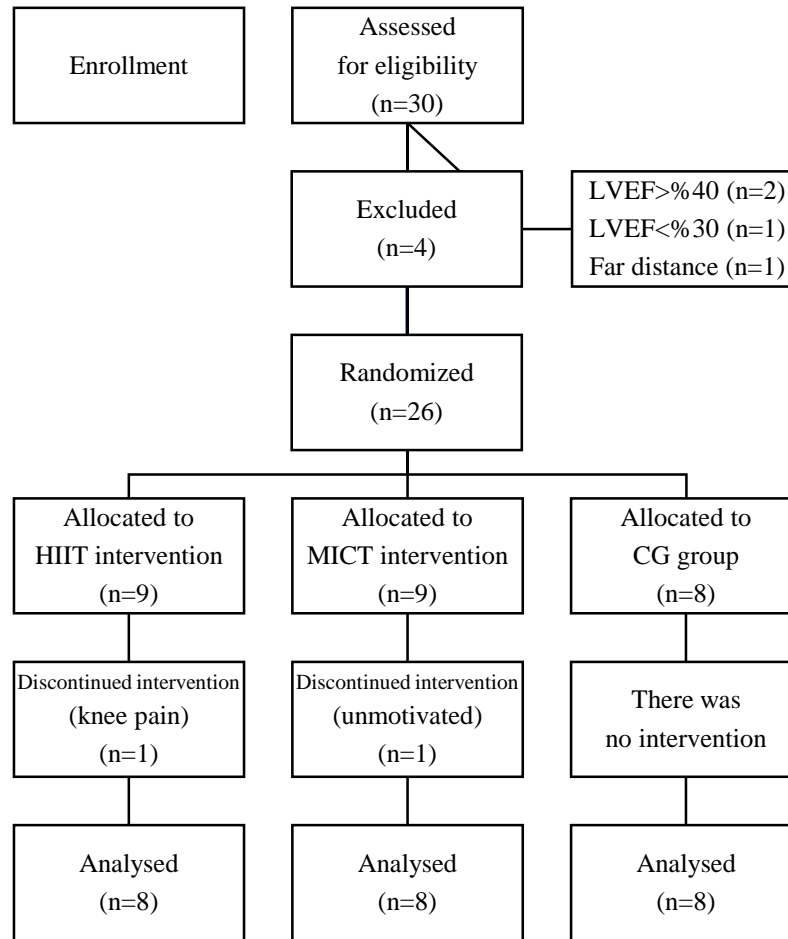 Enrollment
Assessed
for eligibility
(n=30)
Excluded
(n=4)
LVEF>%40 (n=2)
LVEF<%30 (n=1)
Far distance (n=1)
Randomized
(n=26)
Allocated to
HIIT intervention
(n=9)
Allocated to
MICT intervention
(n=9)
Allocated to
CG group
(n=8)
Discontinued intervention
(knee pain)
(n=1)
Discontinued intervention
(unmotivated)
(n=1)
There was
no intervention
Analysed
(n=8)
Analysed
(n=8)
Analysed
(n=8)